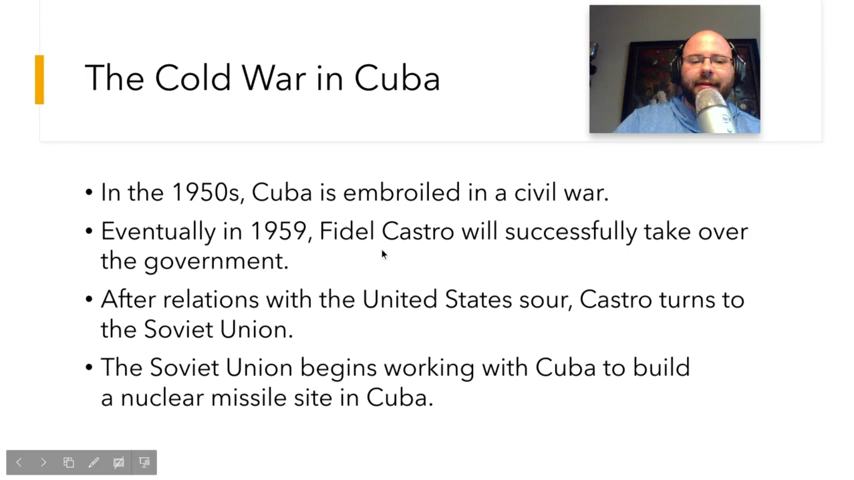 The Cold War in Cuba
• In the 1950s, Cuba is embroiled in a civil war.
• Eventually in 1959, Fidel Castro will successfully take over
the government.
• After relations with the United States sour, Castro turns to
the Soviet Union.
• The Soviet Union begins working with Cuba to build
a nuclear missile site in Cuba.